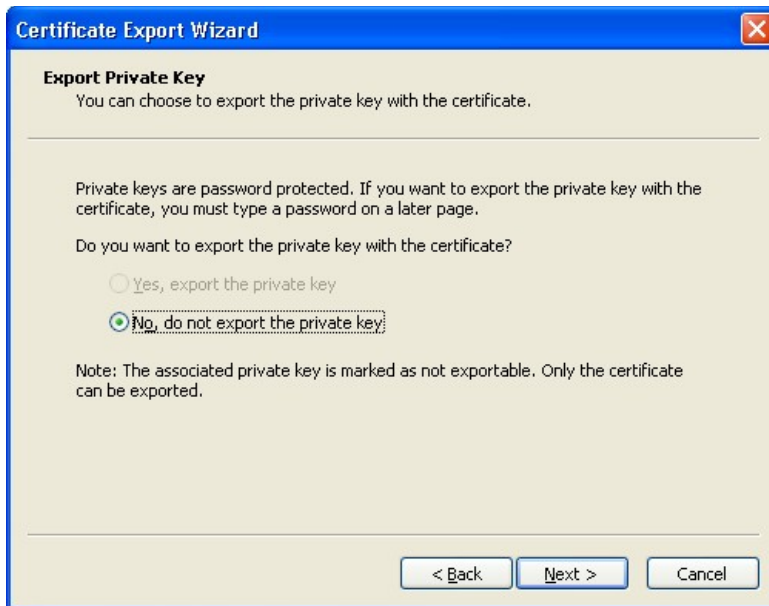 Certificate Export Wizard
Export Private Key
You can choose to export the private key with the certificate.
Private keys are password protected. If you want to export the private key with the
certificate, you must type a password on a later page.
Do you want to export the private key with the certificate?
Yes, export the private key
No, do not export the private key
Note: The associated private key is marked as not exportable. Only the certificate
can be exported.
< Back
Next >
Cancel